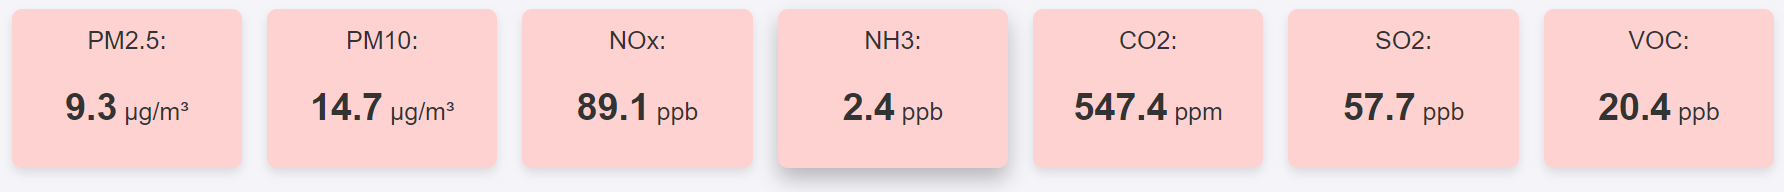 PM2.5:
9.3 µg/m³
PM10:
14.7 µg/m³
NOx:
89.1 ppb
NH3:
2.4 ppb
CO2:
547.4 ppm
SO2:
57.7 ppb
VOC:
20.4 ppb